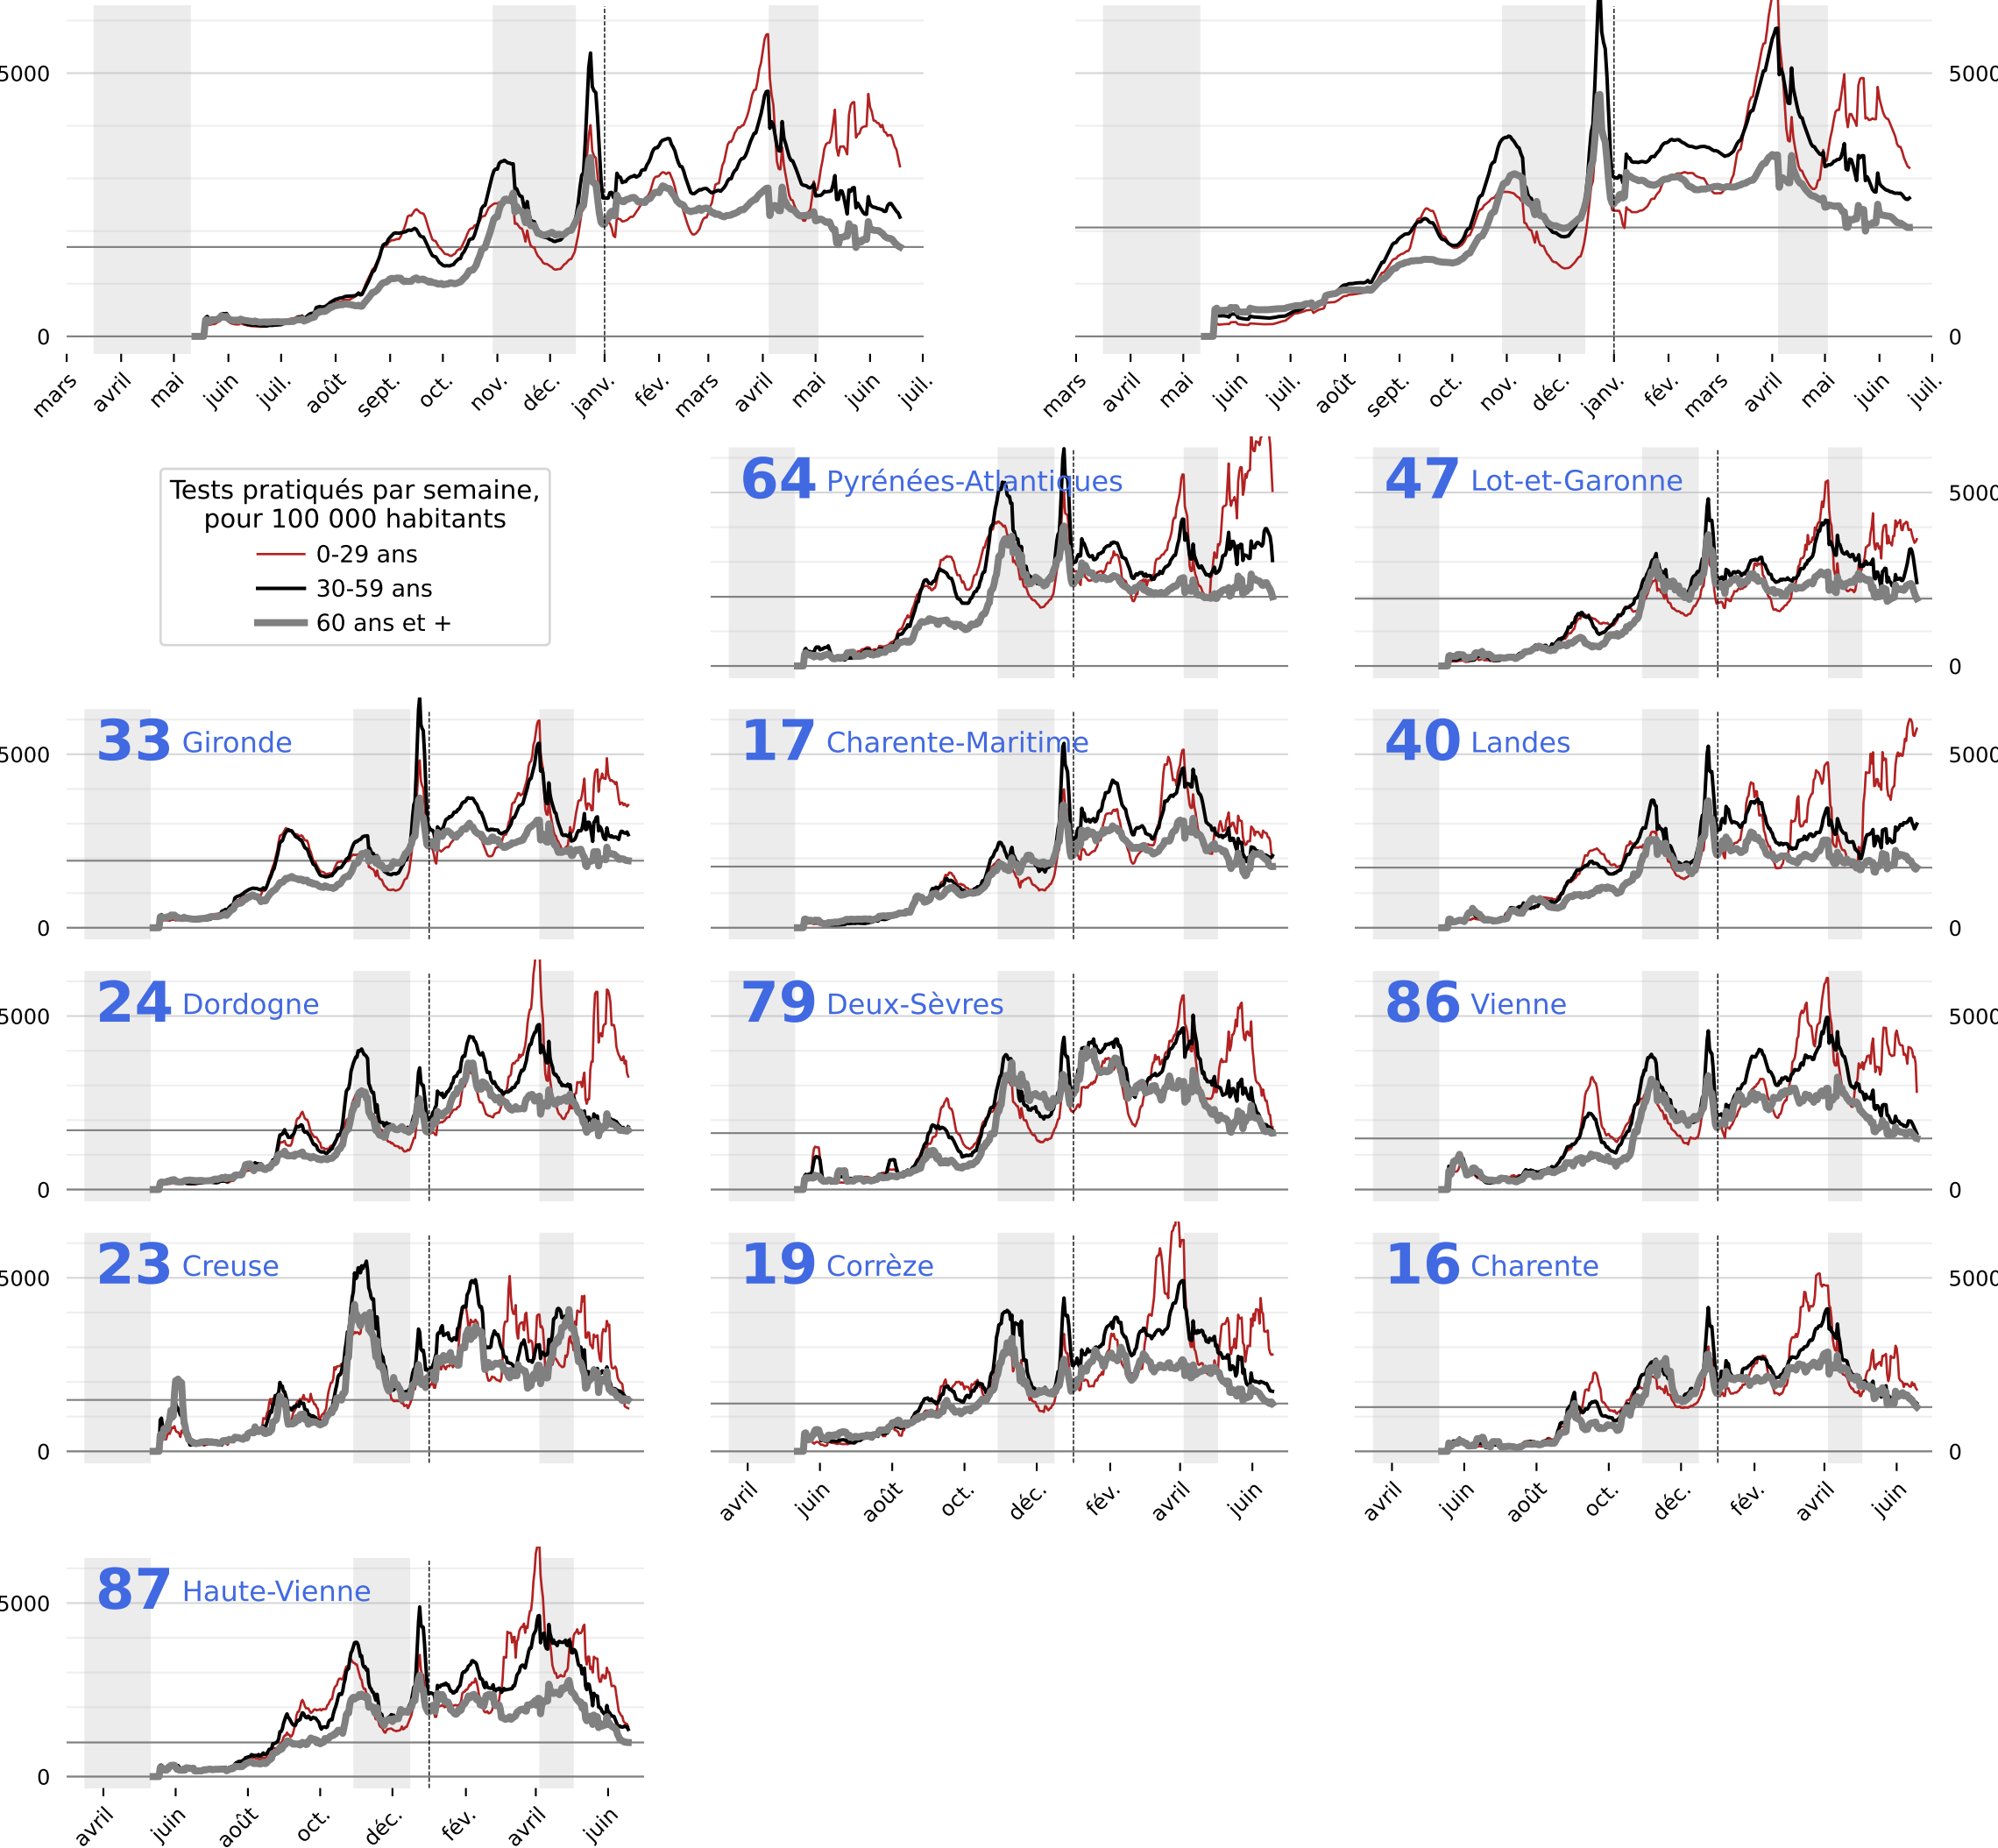 5000
5000
0
0
mars avril mai juin juil. août sept. oct. nov. déc. janv. fév. mars avril mai juin juil.
mars avril mai juin juil. août sept. oct. nov. déc. janv. fév. mars avril mai juin juil.
Tests pratiqués par semaine,
pour 100 000 habitants
0-29 ans
30-59 ans
60 ans et +
64 Pyrénées-Atlantiques
47 Lot-et-Garonne
5000
0
33 Gironde
17 Charente-Maritime
40 Landes
5000
5000
0
0
24 Dordogne
79 Deux-Sèvres
86 Vienne
5000
5000
0
0
23 Creuse
19 Corrèze
16 Charente
5000
5000
0
0
avril juin août oct. déc. fév. avril juin
avril juin août oct. déc. fév. avril juin
87 Haute-Vienne
5000
0
avril juin août oct. déc. fév. avril juin